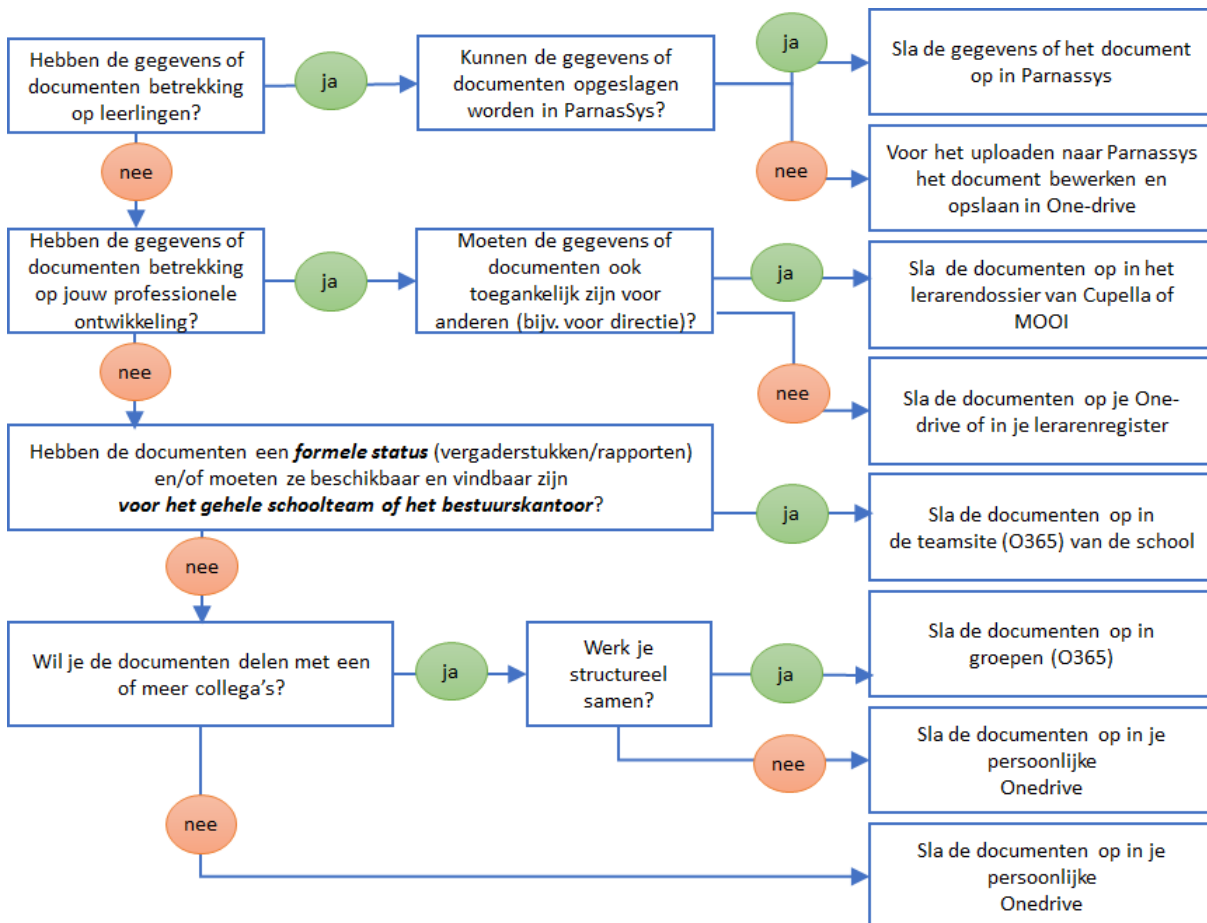 Hebben de gegevens of
documenten betrekking
op leerlingen?
ja
Kunnen de gegevens of
documenten opgeslagen
worden in ParnasSys?
ja
Sla de gegevens of het document
op in Parnassys
nee
nee
Voor het uploaden naar Parnassys
het document bewerken en
opslaan in One-drive
Hebben de gegevens of
documenten betrekking
op jouw professionele
ontwikkeling?
ja
Moeten de gegevens of
documenten ook
toegankelijk zijn voor
anderen (bijv. voor directie)?
ja
Sla de documenten op in het
lerarendossier van Cupella of
MOOI
nee
nee
Sla de documenten op je One-
drive of in je lerarenregister
Hebben de documenten een formele status (vergaderstukken/rapporten)
en/of moeten ze beschikbaar en vindbaar zijn
voor het gehele schoolteam of het bestuurskantoor?
ja
Sla de documenten op in
de teamsite (O365) van de school
nee
Wil je de documenten delen met een
of meer collega's?
ja
Werk je
structureel
samen?
ja
Sla de documenten op in
groepen (O365)
nee
Sla de documenten op in je
persoonlijke
Onedrive
nee
Sla de documenten op in je
persoonlijke
Onedrive